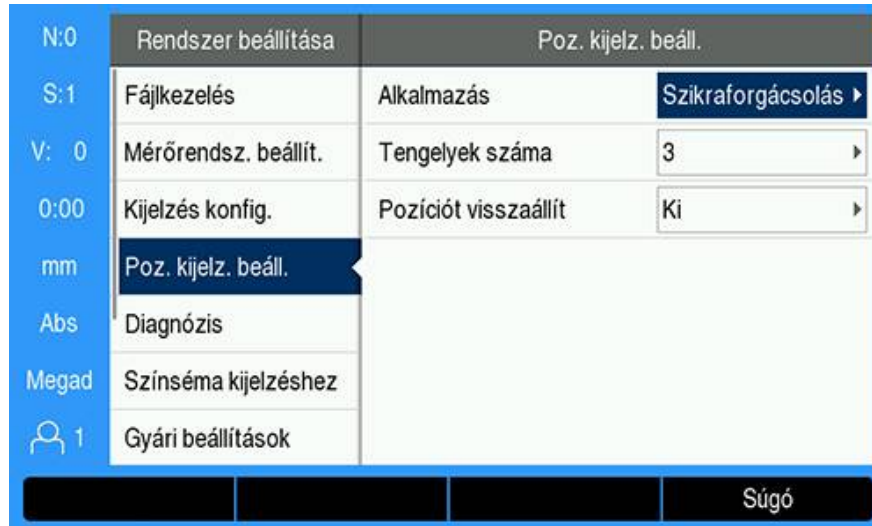 N:0
S:1
V: 0
0:00
mm
Abs
Megad
1
Rendszer beállítása
Fájlkezelés
Mérőrendsz. beállít.
Kijelzés konfig.
Poz. kijelz. beáll.
Diagnózis
Színséma kijelzéshez
Gyári beállítások
Poz. kijelz. beáll.
Alkalmazás Szikraforgácsolás
Tengelyek száma 3
Pozíciót visszaállít Ki
Súgó